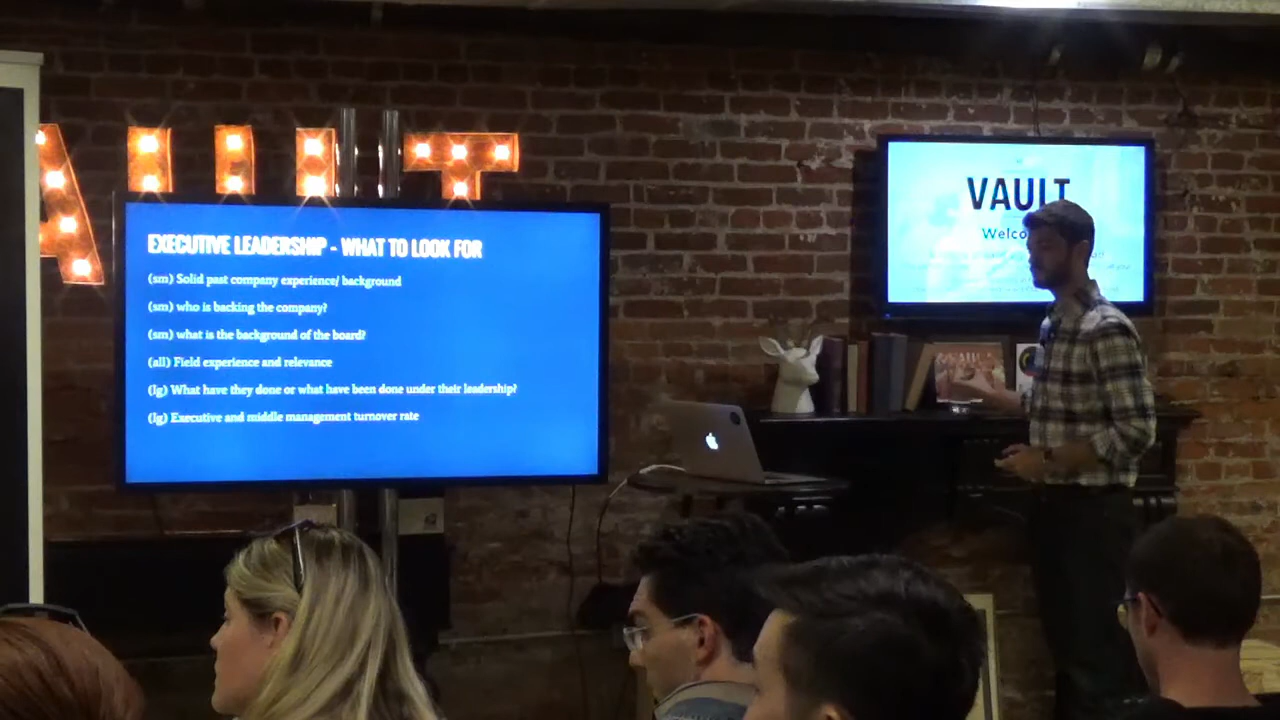 EXECUTIVE LEADERSHIP - WHAT TO LOOK FOR
(sm) Solid past company experience/ background
(sm) who is backing the company?
(sm) what is the background of the board?
(all) Field experience and relevance
(lg) What have they done or what have been done under their leadership?
(lg) Executive and middle management turnover rate
VAULT